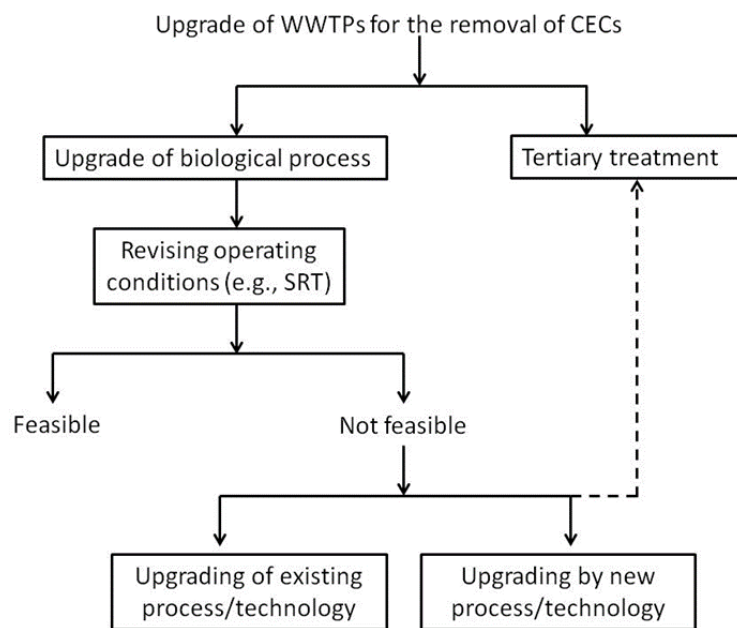 Upgrade of WWTPs for the removal of CECs
Upgrade of biological process
Tertiary treatment
Revising operating
conditions (e.g., SRT)
Feasible
Not feasible
Upgrading of existing
process/technology
Upgrading by new
process/technology